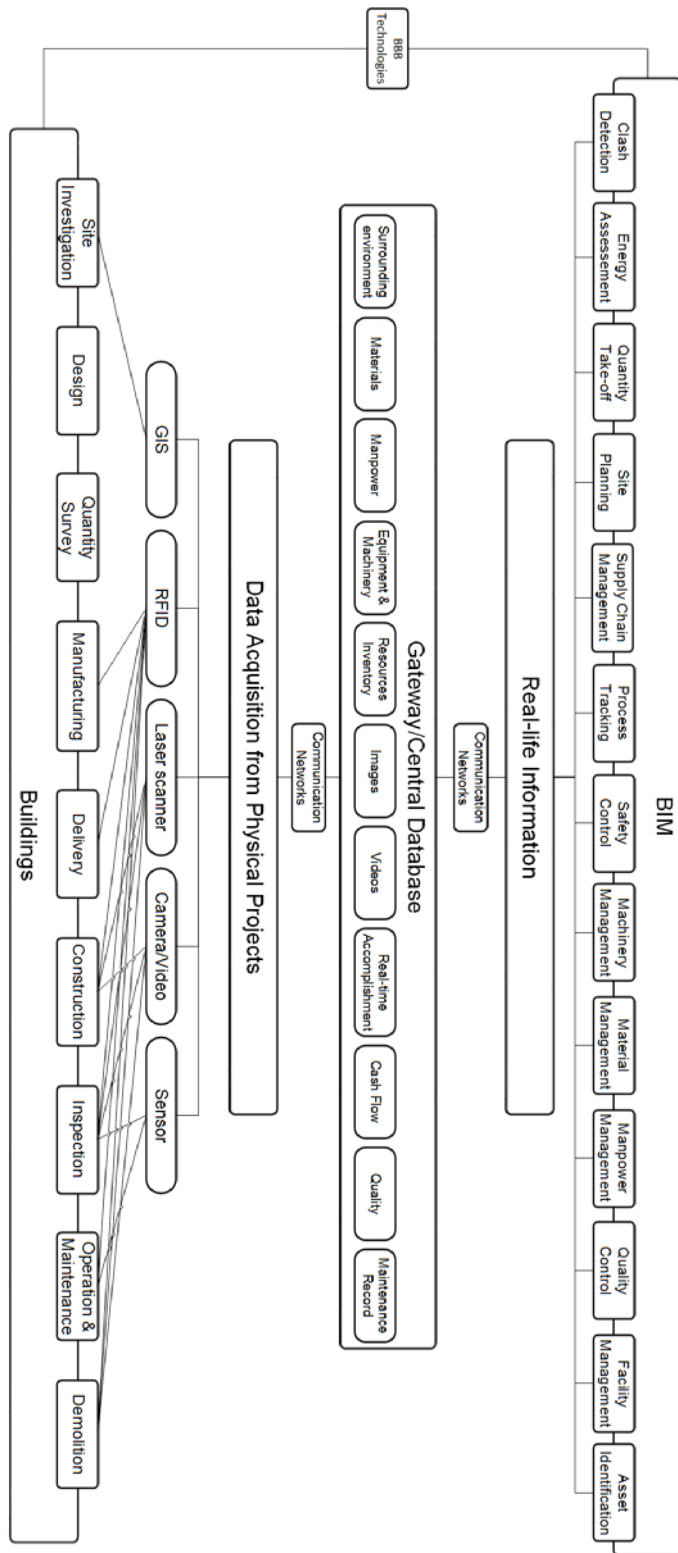 BIM
Clash
Detection
Energy
Assessement
Quantity
Take-off
Site
Planning
Supply Chain
Management
Process
Tracking
Safety
Control
Machinery
Management
Material
Management
Manpower
Management
Quality
Control
Facility
Management
Asset
Identification
Real-life Information
Communication
Networks
BBB
Technologies
Gateway/Central Database
Surrounding
environment
Materials
Manpower
Equipment &
Machinery
Resources
Inventory
Images
Videos
Real-time
Accomplishment
Cash Flow
Quality
Maintenance
Record
Communication
Networks
Data Acquisition from Physical Projects
GIS
RFID
Laser scanner
Camera/Video
Sensor
Site
Investigation
Design
Quantity
Survey
Manufacturing
Delivery
Construction
Inspection
Operation &
Maintenance
Demolition
Buildings